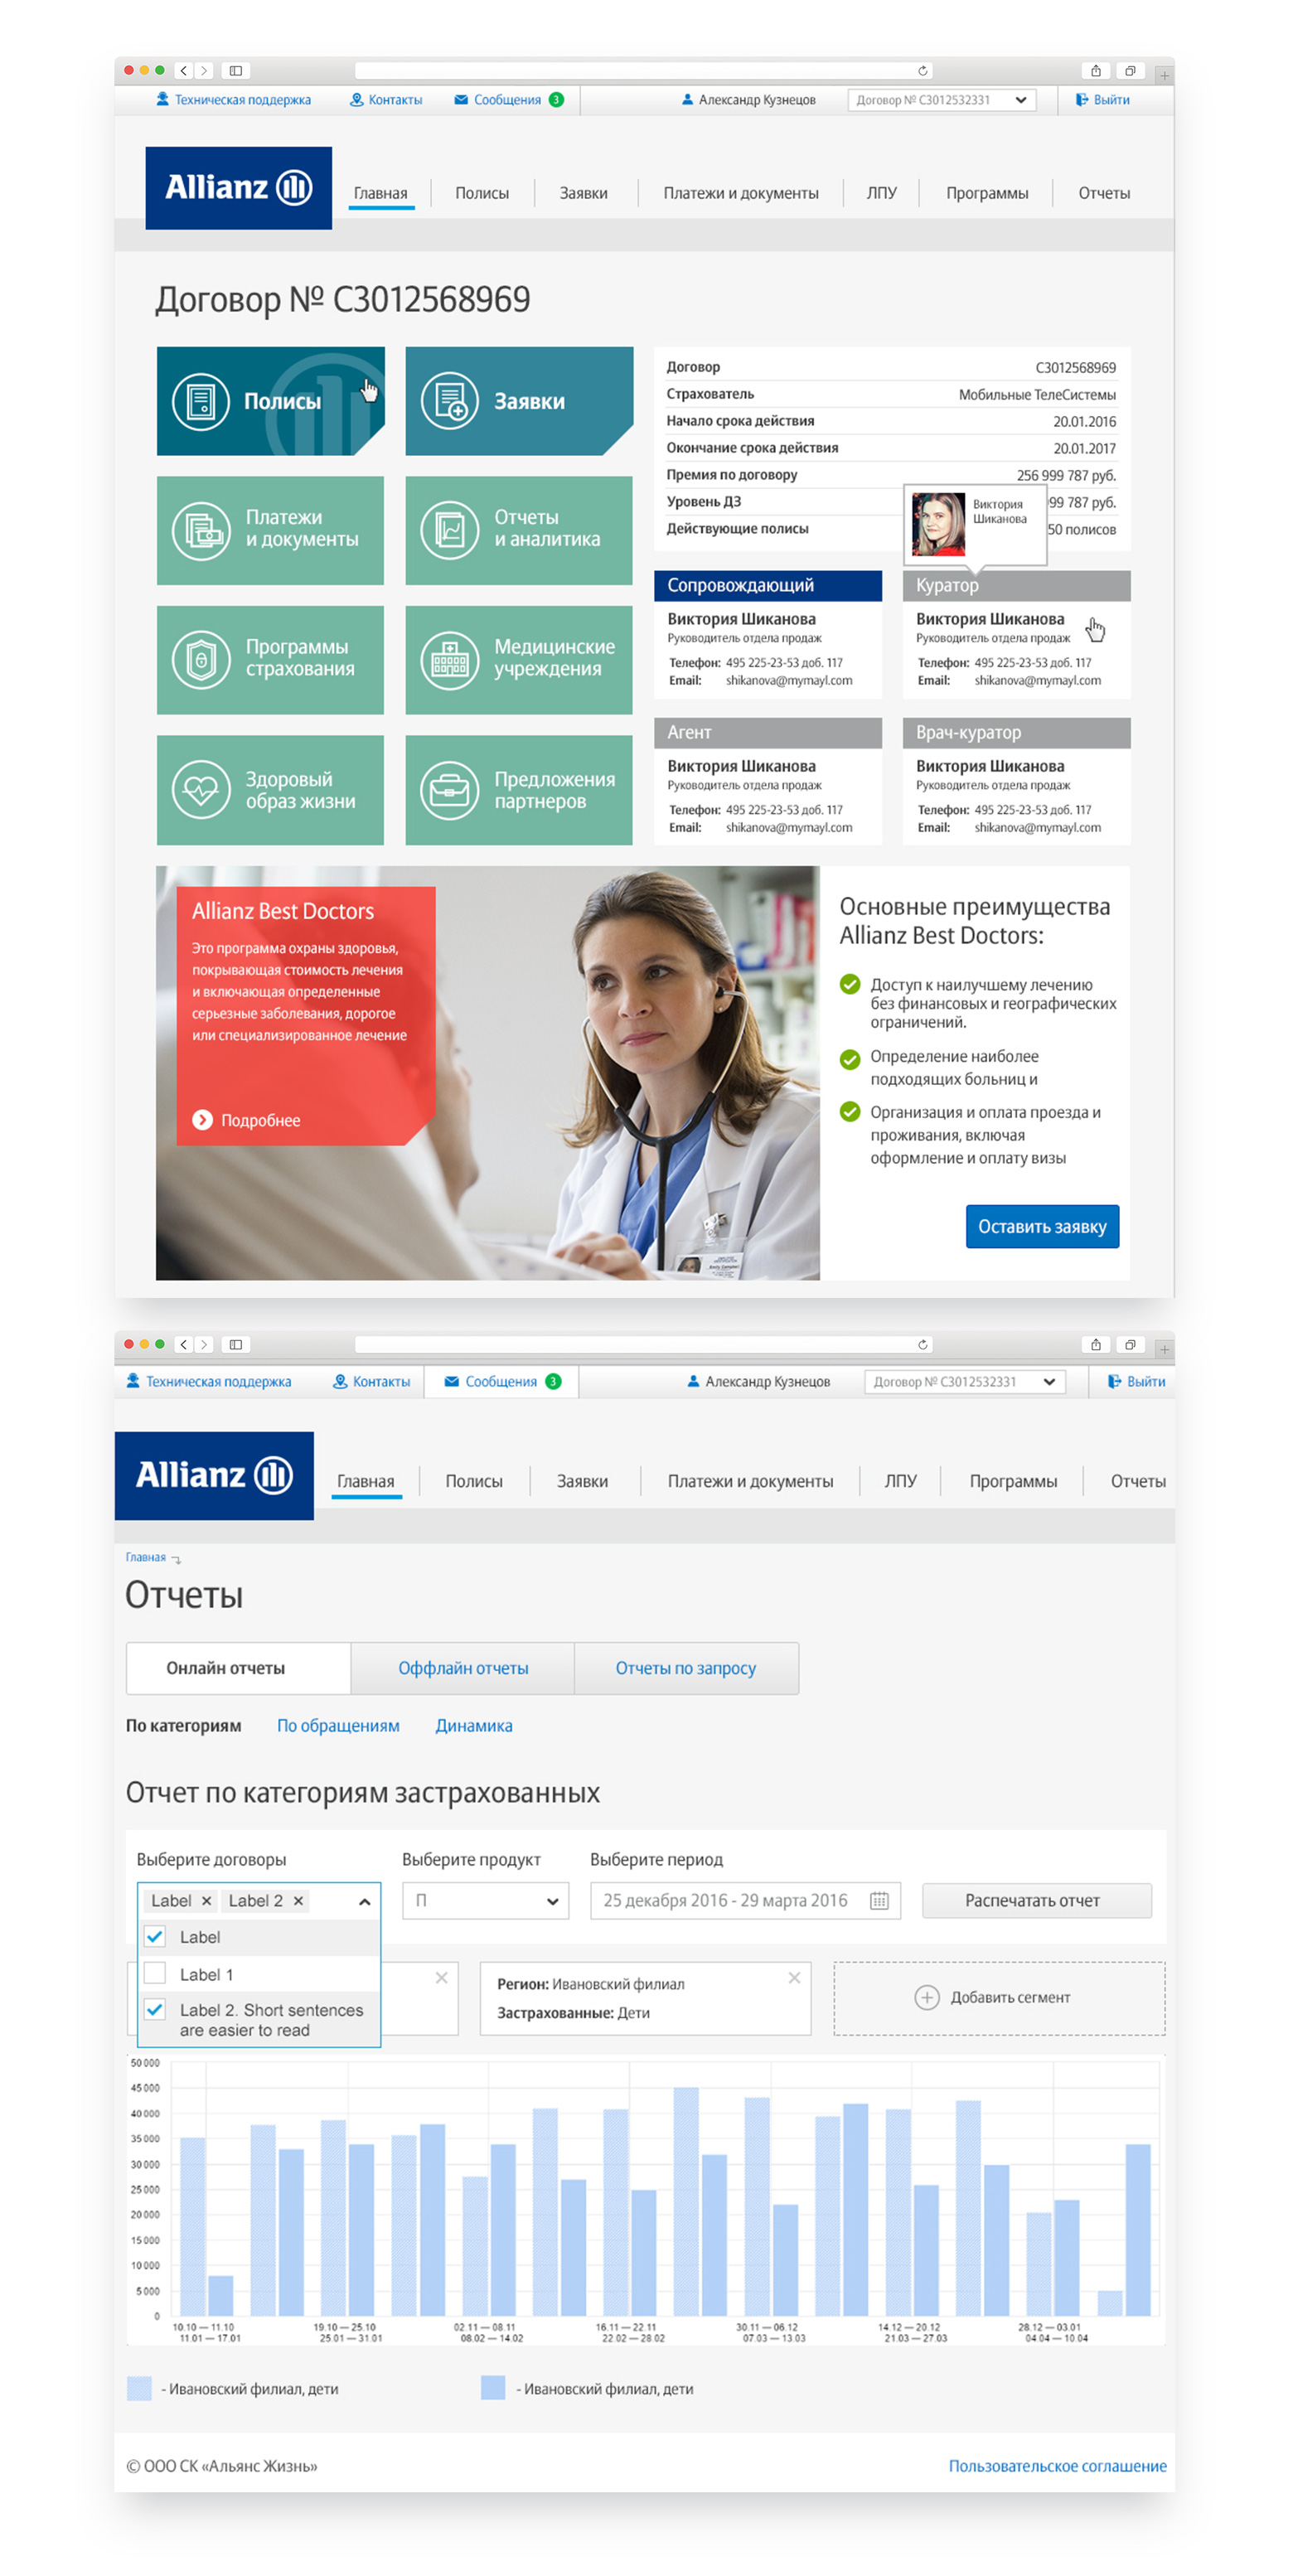 Техническая поддержка
Контакты
Сообщения 3
Александр Кузнецов
Договор № C3012532331
Выйти
Allianz
Главная
Полисы
Заявки
Платежи и документы
ЛПУ
Программы
Отчеты
Договор № C3012568969
Полисы
Заявки
Платежи
и документы
Отчеты
и аналитика
Программы
страхования
Медицинские
учреждения
Здоровый
образ жизни
Предложения
партнеров
Договор C3012568969
Страхователь Мобильные ТелеСистемы
Начало срока действия 20.01.2016
Окончание срока действия 20.01.2017
Премия по договору 256 999 787 руб.
Уровень ДЗ 99 787 руб.
Действующие полисы 50 полисов
Виктория
Шиканова
Сопровождающий
Виктория Шиканова
Руководитель отдела продаж
Телефон: 495 225-23-53 доб. 117
Email: shikanova@mymayl.com
Куратор
Виктория Шиканова
Руководитель отдела продаж
Телефон: 495 225-23-53 доб. 117
Email: shikanova@mymayl.com
Агент
Виктория Шиканова
Руководитель отдела продаж
Телефон: 495 225-23-53 доб. 117
Email: shikanova@mymayl.com
Врач-куратор
Виктория Шиканова
Руководитель отдела продаж
Телефон: 495 225-23-53 доб. 117
Email: shikanova@mymayl.com
Allianz Best Doctors
Это программа охраны здоровья,
покрывающая стоимость лечения
и включающая определенные
серьезные заболевания, дорогое
или специализированное лечение
Подробнее
Основные преимущества
Allianz Best Doctors:
Доступ к наилучшему лечению
без финансовых и географических
ограничений.
Определение наиболее
подходящих больниц и
Организация и оплата проезда и
проживания, включая
оформление и оплату визы
Оставить заявку
Техническая поддержка
Контакты
Сообщения 3
Александр Кузнецов
Договор № C3012532331
Выйти
Allianz
Главная
Полисы
Заявки
Платежи и документы
ЛПУ
Программы
Отчеты
Главная
Отчеты
Онлайн отчеты
Оффлайн отчеты
Отчеты по запросу
По категориям
По обращениям
Динамика
Отчет по категориям застрахованных
Выберите договоры
Выберите продукт
Выберите период
Label × Label 2 ×
П
25 декабря 2016 - 29 марта 2016
Распечатать отчет
Label
Label 1
Label 2. Short sentences
are easier to read
Регион: Ивановский филиал
Застрахованные: Дети
Добавить сегмент
50 000
45 000
40 000
35 000
30 000
25 000
20 000
15 000
10 000
5 000
0
10.10 — 11.10
11.01 — 17.01
19.10 — 25.10
25.01 — 31.01
02.11 — 08.11
08.02 — 14.02
16.11 — 22.11
22.02 — 28.02
30.11 — 06.12
07.03 — 13.03
14.12 — 20.12
21.03 — 27.03
28.12 — 03.01
04.04 — 10.04
- Ивановский филиал, дети
- Ивановский филиал, дети
© ООО СК «Альянс Жизнь»
Пользовательское соглашение